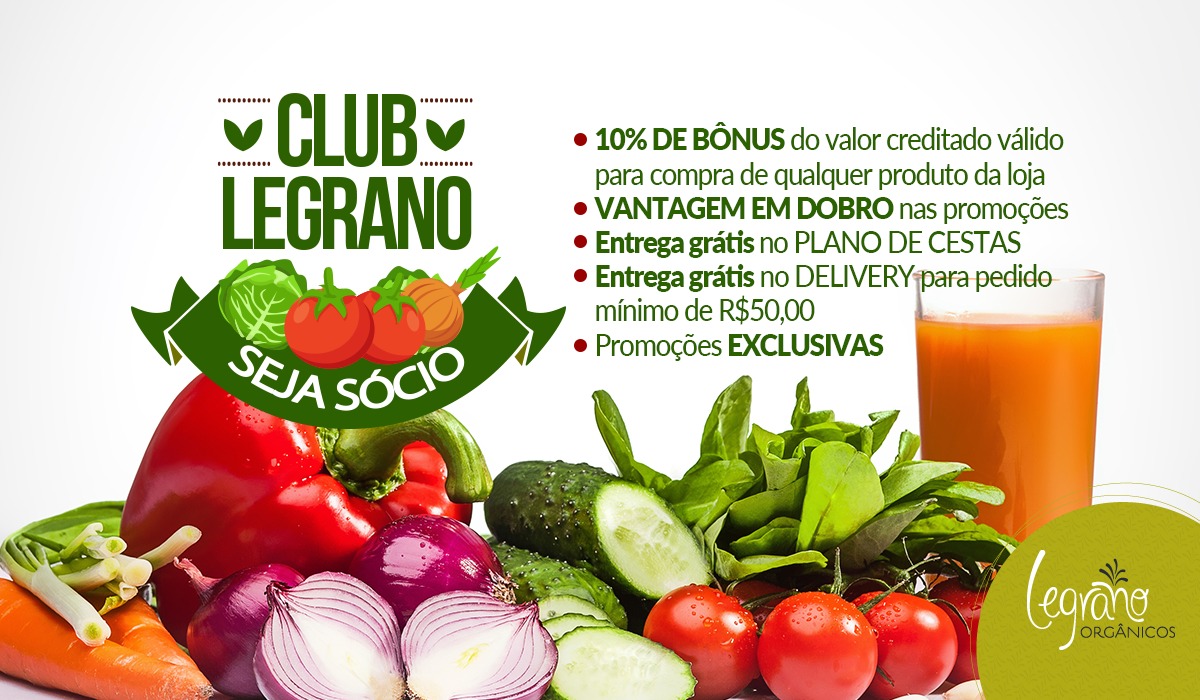 CLUB
LEGRANO
SEJA SÓCIO
10% DE BÔNUS do valor creditado válido
para compra de qualquer produto da loja
VANTAGEM EM DOBRO nas promoções
Entrega grátis no PLANO DE CESTAS
Entrega grátis no DELIVERY para pedido
mínimo de R$50,00
Promoções EXCLUSIVAS
Legrano
ORGÂNICOS